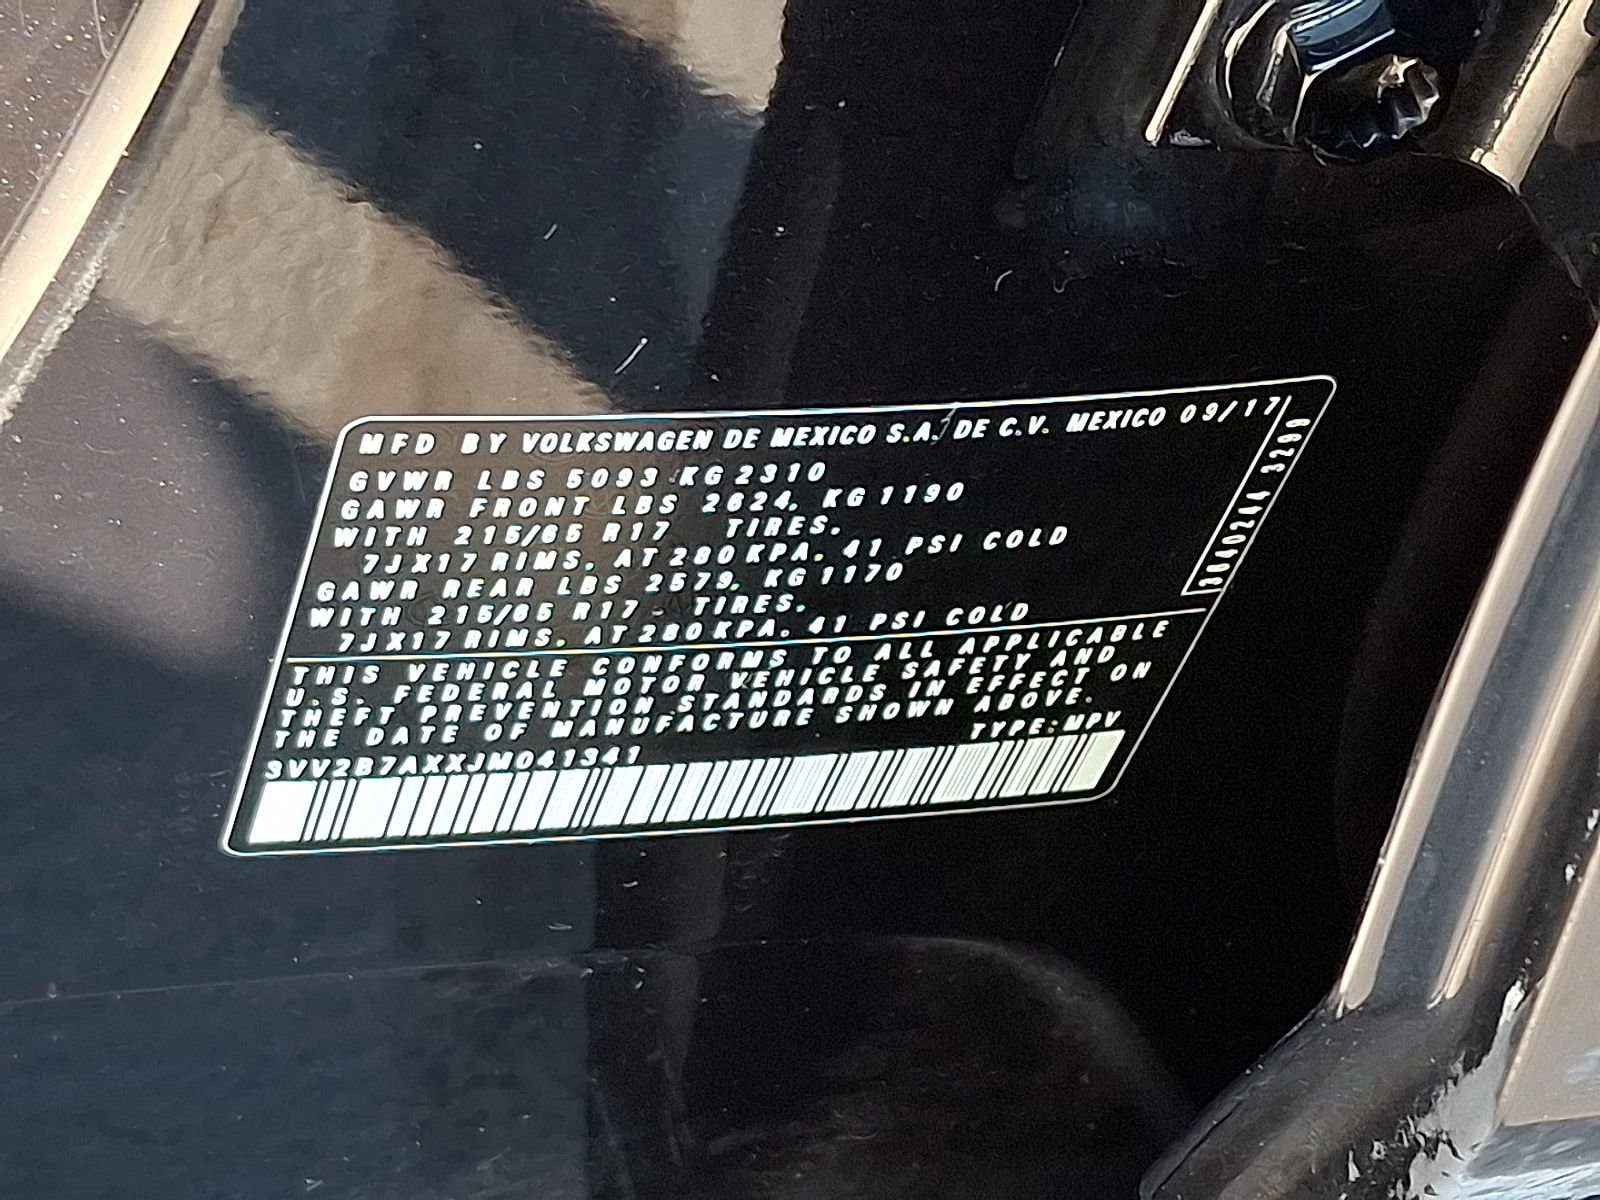 MFD BY VOLKSWAGEN DE MEXICO S.A. DE C.V. MEXICO 09/17
GVWR LBS 5093 KG 2310
GAWR FRONT LBS 2624, KG 1190
WITH 215/65 R17 TIRES.
7JX17 RIMS, AT 280 KPA, 41 PSI COLD
GAWR REAR LBS 2579, KG 1170
WITH 215/65 R17 TIRES.
7JX17 RIMS, AT 280 KPA, 41 PSI COLD
THIS VEHICLE CONFORMS TO ALL APPLICABLE
U.S. FEDERAL MOTOR VEHICLE SAFETY AND
THEFT PREVENTION STANDARDS IN EFFECT ON
THE DATE OF MANUFACTURE SHOWN ABOVE.
TYPE:MPV
3VV2B7AXXJM041341
3640244 3299